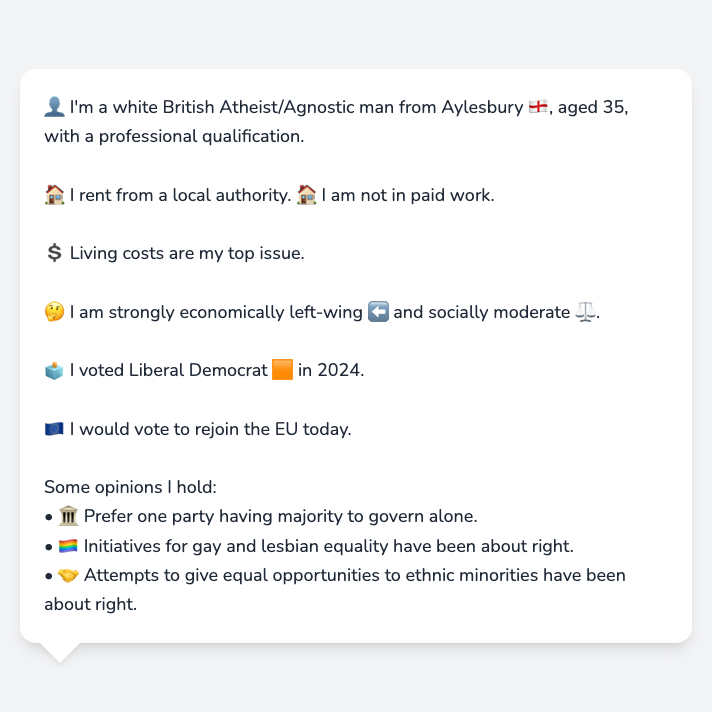 👤 I'm a white British Atheist/Agnostic man from Aylesbury 🏴󠁧󠁢󠁥󠁮󠁧󠁿, aged 35,
with a professional qualification.
🏠 I rent from a local authority. 🏠 I am not in paid work.
💲 Living costs are my top issue.
🤔 I am strongly economically left-wing ⬅️ and socially moderate ⚖️.
🗳️ I voted Liberal Democrat 🟧 in 2024.
🇪🇺 I would vote to rejoin the EU today.
Some opinions I hold:
• 🏛️ Prefer one party having majority to govern alone.
• 🏳️‍🌈 Initiatives for gay and lesbian equality have been about right.
• 🤝 Attempts to give equal opportunities to ethnic minorities have been
about right.